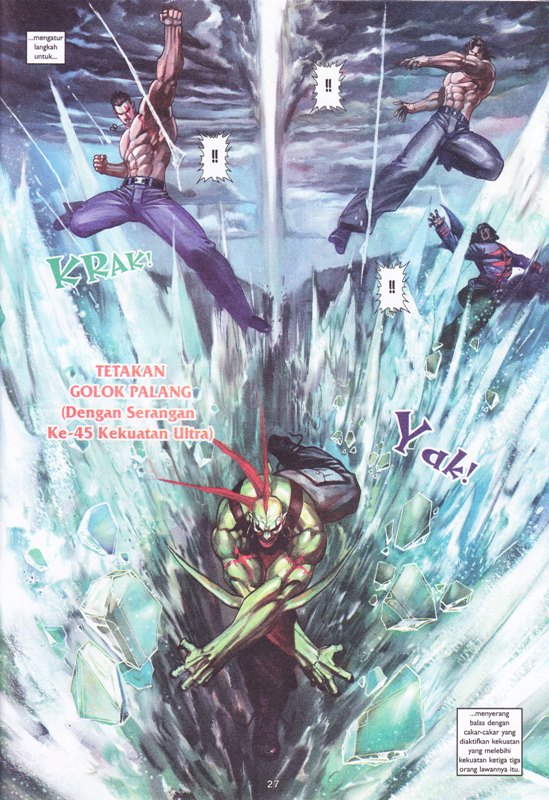 ...mengatur
langkah
untuk...
!!
!!
!!
KRAK!
TETAKAN
GOLOK PALANG
(Dengan Serangan
Ke-45 Kekuatan Ultra)
Yak!
...menyerang
balas dengan
cakar-cakar yang
diaktifkan kekuatan
yang melebihi
kekuatan ketiga tiga
orang lawannya itu.
27